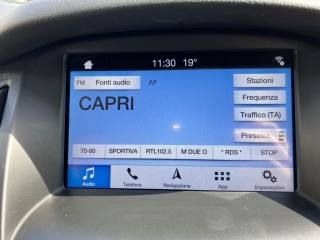 11:30 19°
FM Fonti audio AF Stazioni
CAPRI
Frequenza
Traffico (TA)
Preselez.
70-80 SPORTIVA RTL102.5 M DUE O * RDS * STOP
Audio Telefono Navigazione App Impostazioni